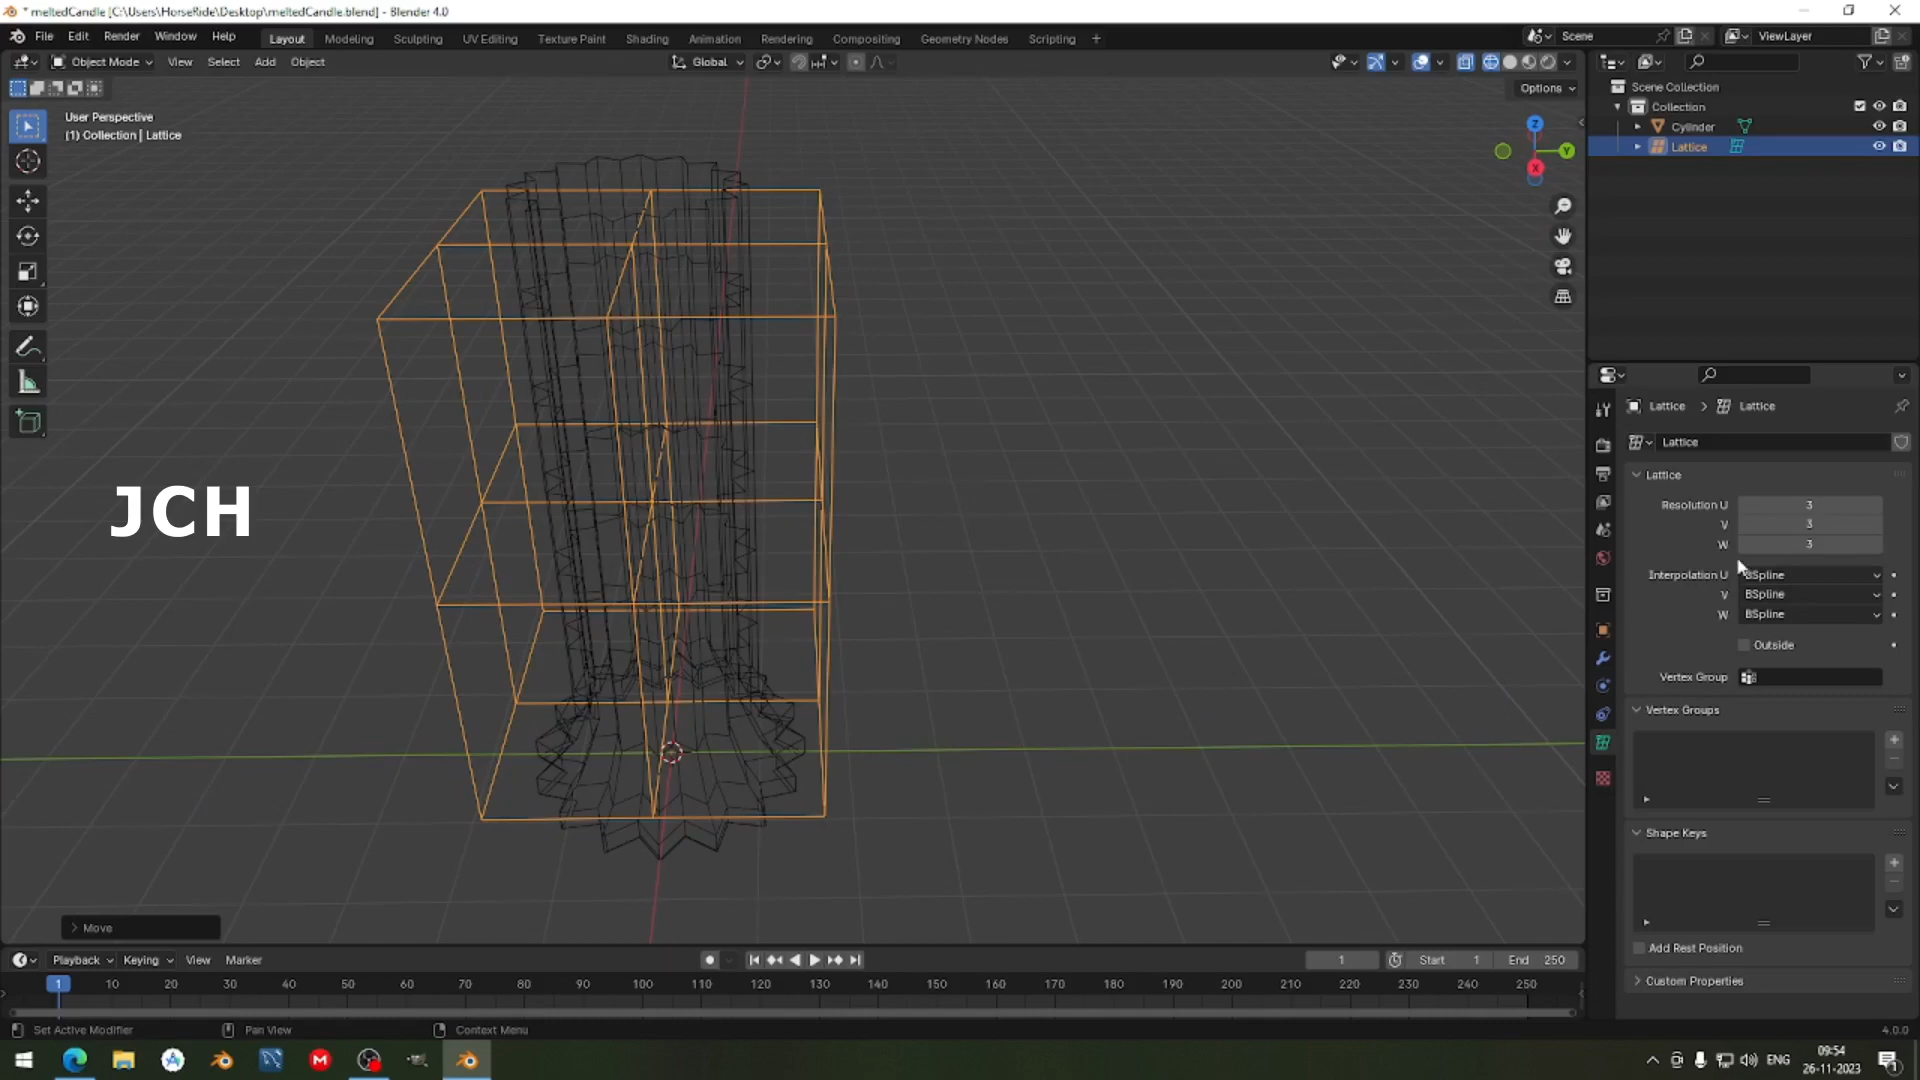 * meltedCandle [C:\Users\HorseRide\Desktop\meltedCandle.blend] - Blender 4.0
File Edit Render Window Help Layout Modeling Sculpting UV Editing Texture Paint Shading Animation Rendering Compositing Geometry Nodes Scripting + Scene ViewLayer
Object Mode View Select Add Object Global
Options
User Perspective
(1) Collection | Lattice
Z
Y
X
Scene Collection
Collection
Cylinder
Lattice
Lattice > Lattice
Lattice
Lattice
Resolution U 3
V 3
W 3
Interpolation U BSpline
V BSpline
W BSpline
Outside
Vertex Group
Vertex Groups
Shape Keys
Add Rest Position
Custom Properties
JCH
> Move
Playback Keying View Marker 1 Start 1 End 250
1 10 20 30 40 50 60 70 80 90 100 110 120 130 140 150 160 170 180 190 200 210 220 230 240 250
Set Active Modifier Pan View Context Menu 4.0.0
ENG 09:54
26-11-2023
1